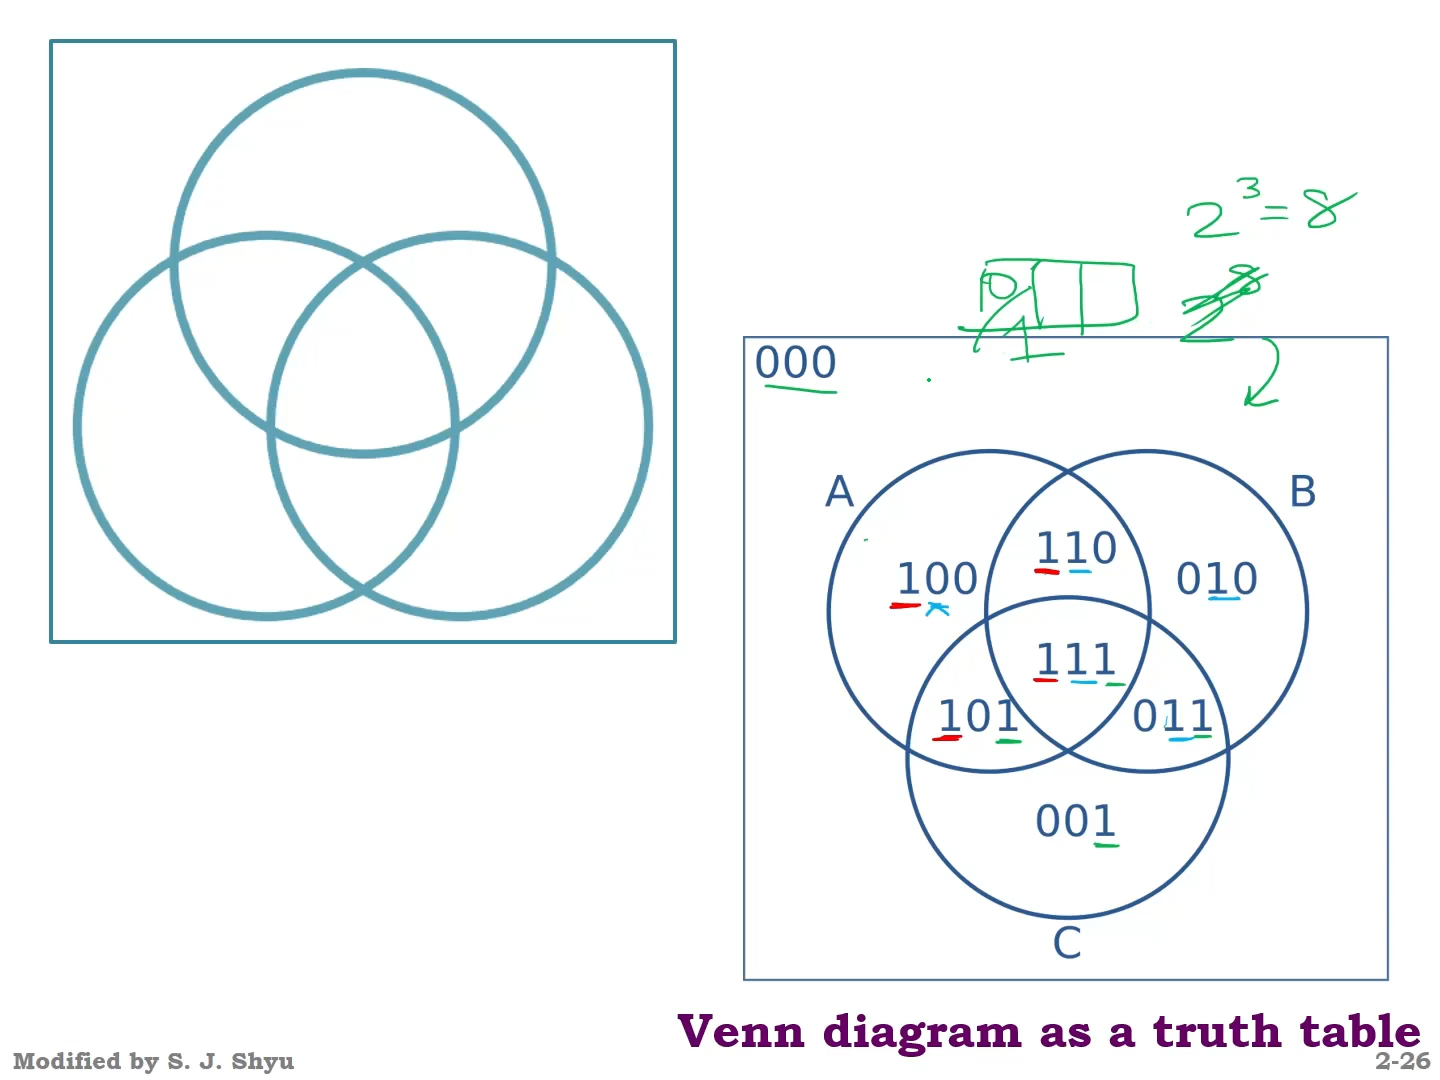 2³ = 8
000
A
B
110
100
010
111
101
011
001
C
Venn diagram as a truth table
Modified by S. J. Shyu
2-26